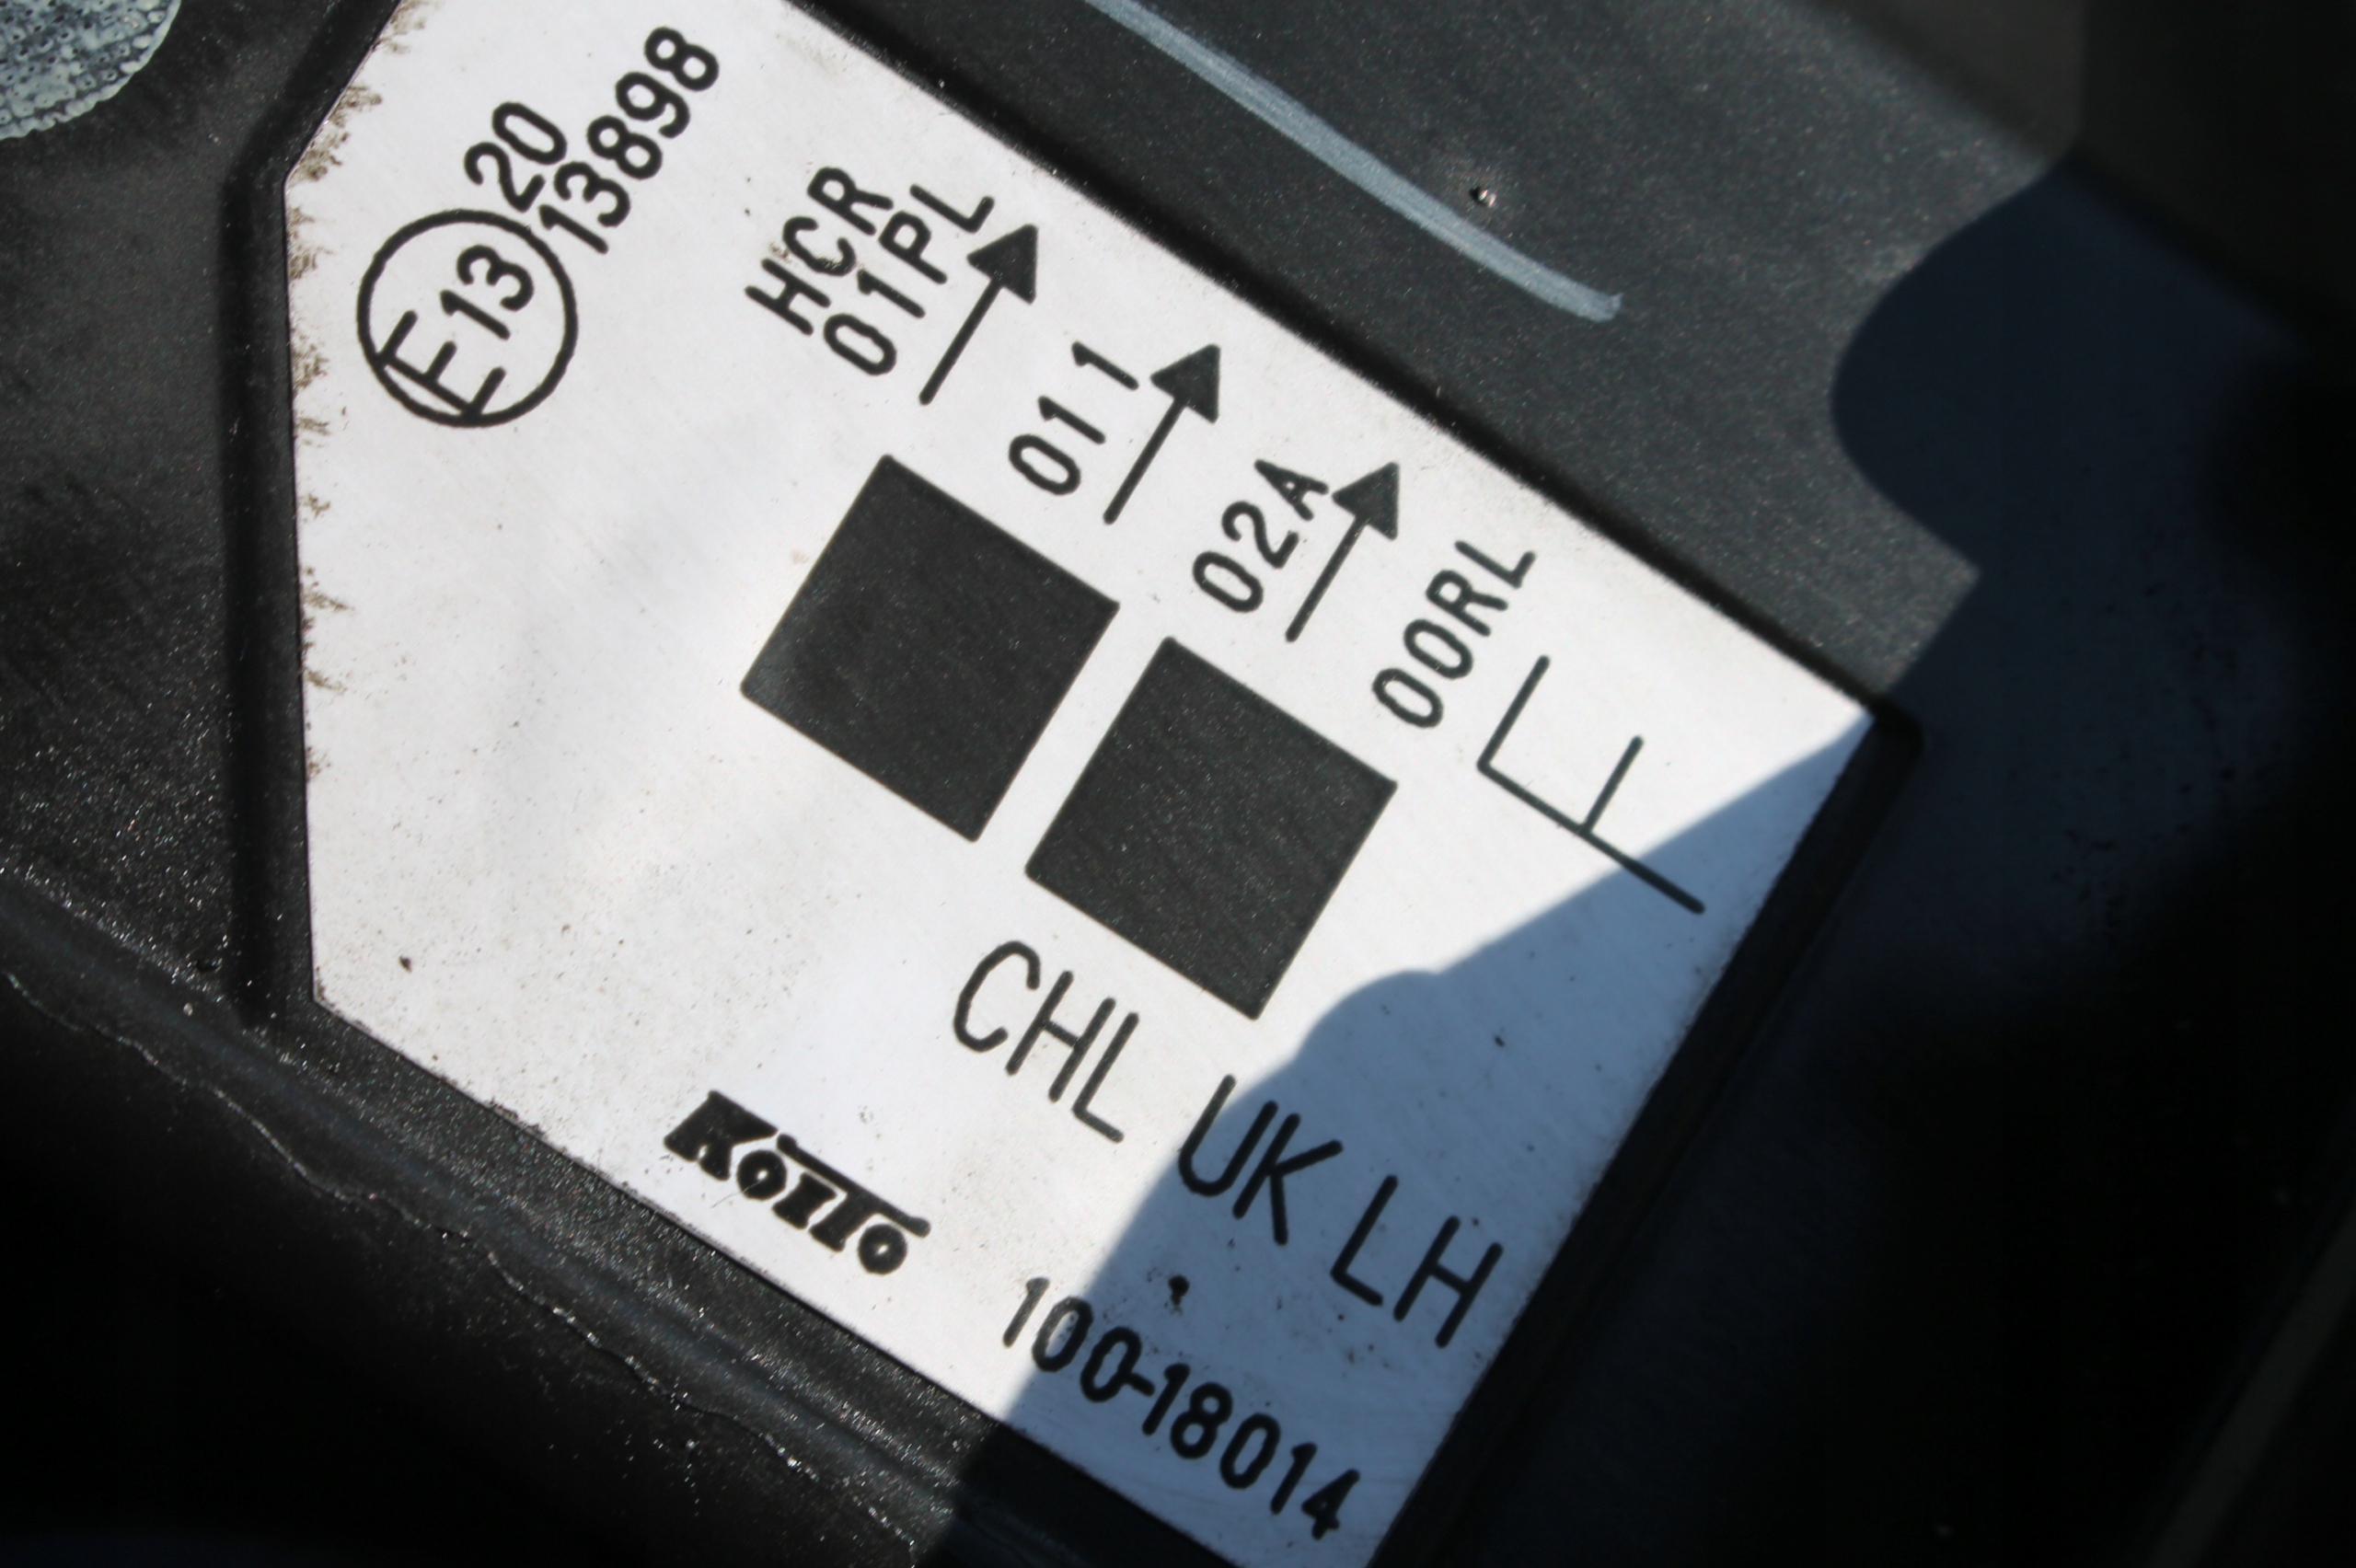 E13
20
13898
HCR
01PL
01 1
02A
00RL
E
CHL UK LH
KOITO
100-18014